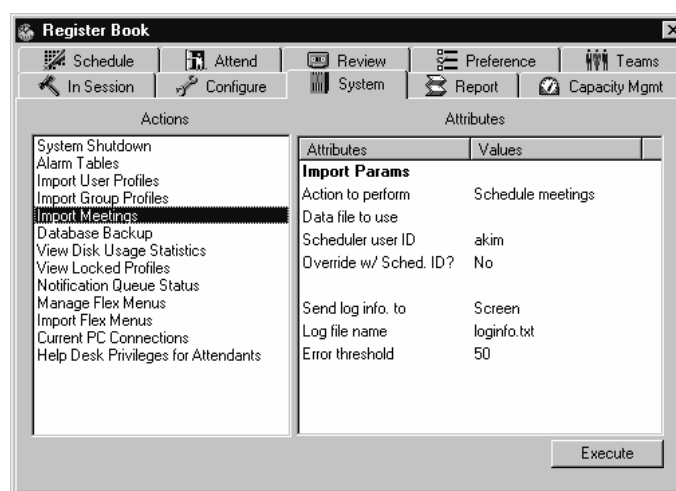 Register Book
Schedule Attend Review Preference Teams
In Session Configure System Report Capacity Mgmt
Actions Attributes
System Shutdown
Alarm Tables
Import User Profiles
Import Group Profiles
Import Meetings
Database Backup
View Disk Usage Statistics
View Locked Profiles
Notification Queue Status
Manage Flex Menus
Import Flex Menus
Current PC Connections
Help Desk Privileges for Attendants
Attributes Values
Import Params
Action to perform Schedule meetings
Data file to use
Scheduler user ID akim
Override w/ Sched. ID? No
Send log info. to Screen
Log file name loginfo.txt
Error threshold 50
Execute